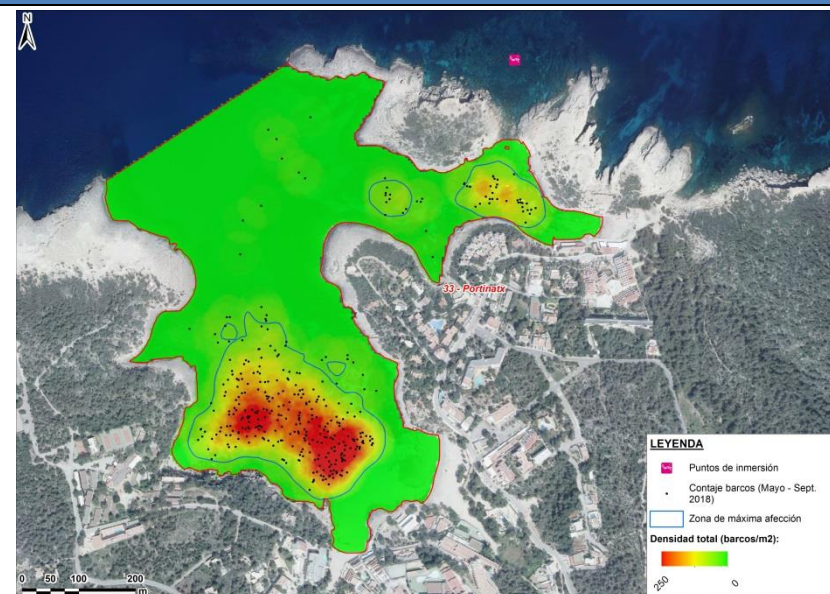 N
33 - Portinatx
LEYENDA
Puntos de inmersión
Contaje barcos (Mayo - Sept.
2018)
Zona de máxima afección
Densidad total (barcos/m2):
250
0
0 50 100 200
m